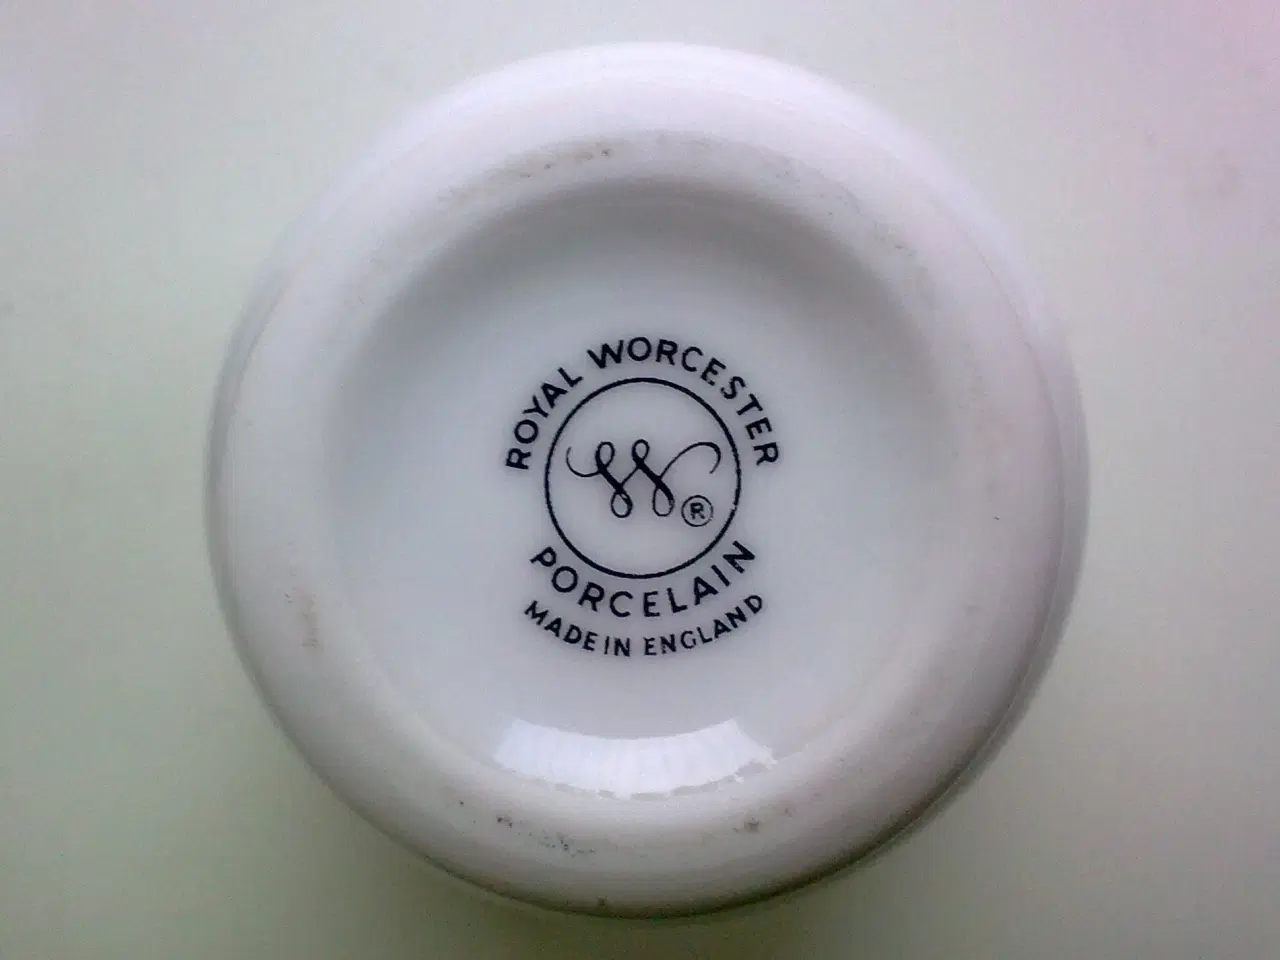 ROYAL WORCESTER
W®
PORCELAIN
MADE IN ENGLAND